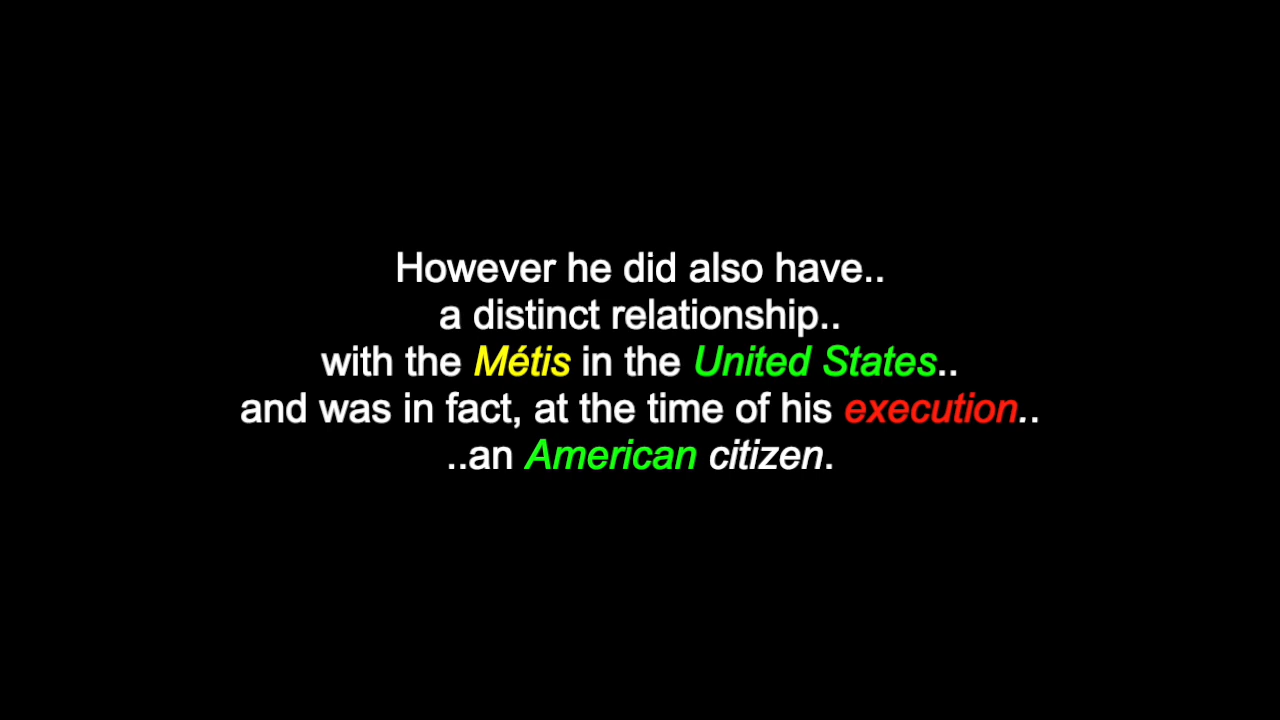 However he did also have..
a distinct relationship..
with the Métis in the United States..
and was in fact, at the time of his execution..
..an American citizen.